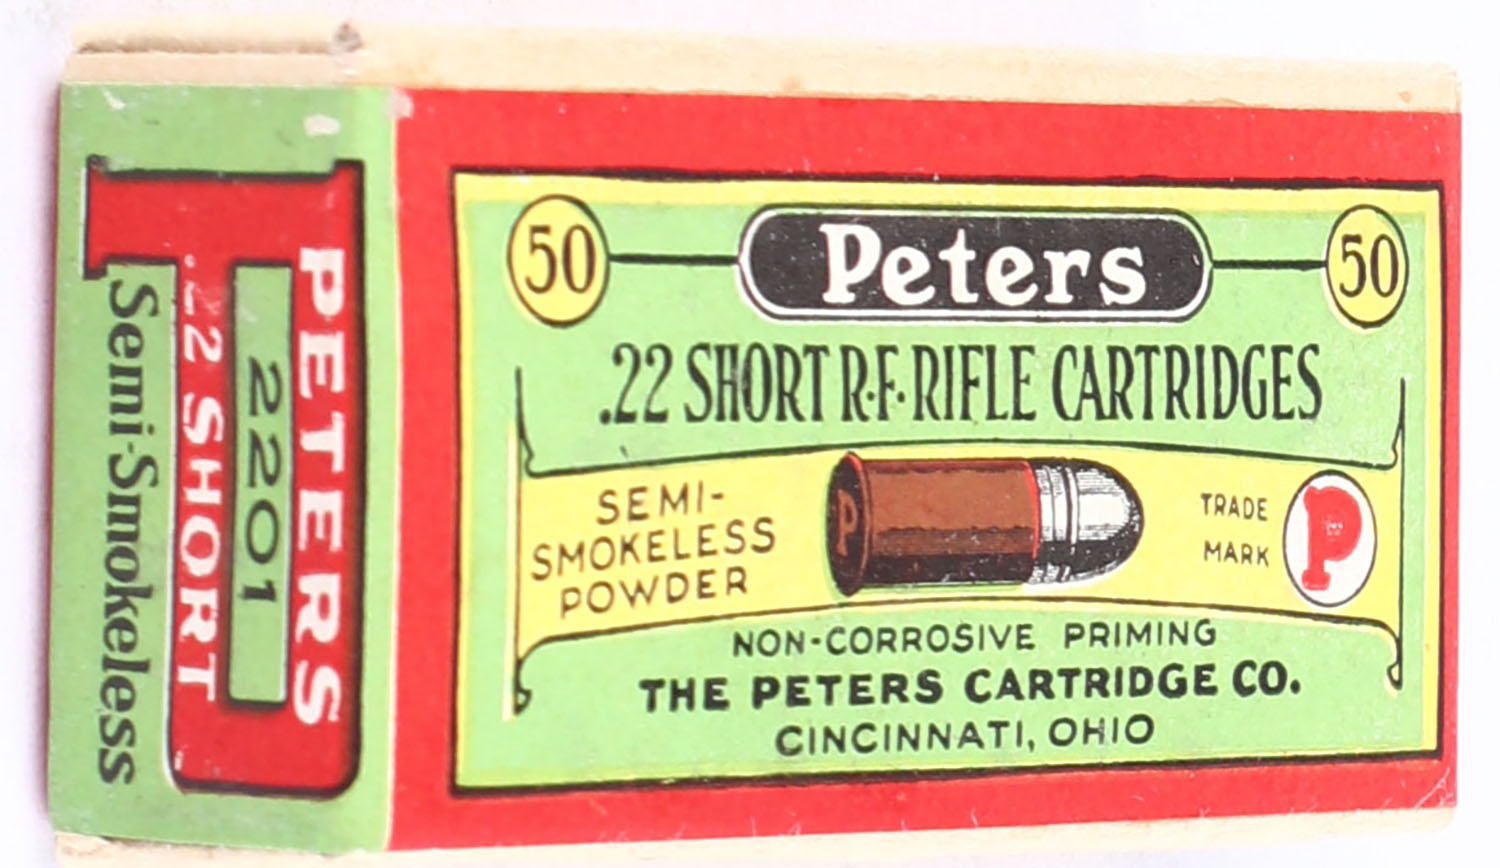 50 Peters 50
.22 SHORT R·F· RIFLE CARTRIDGES
SEMI-
SMOKELESS
POWDER
P
TRADE
MARK
P
NON-CORROSIVE PRIMING
THE PETERS CARTRIDGE CO.
CINCINNATI, OHIO
PETERS
2201
.22 SHORT
Semi-Smokeless